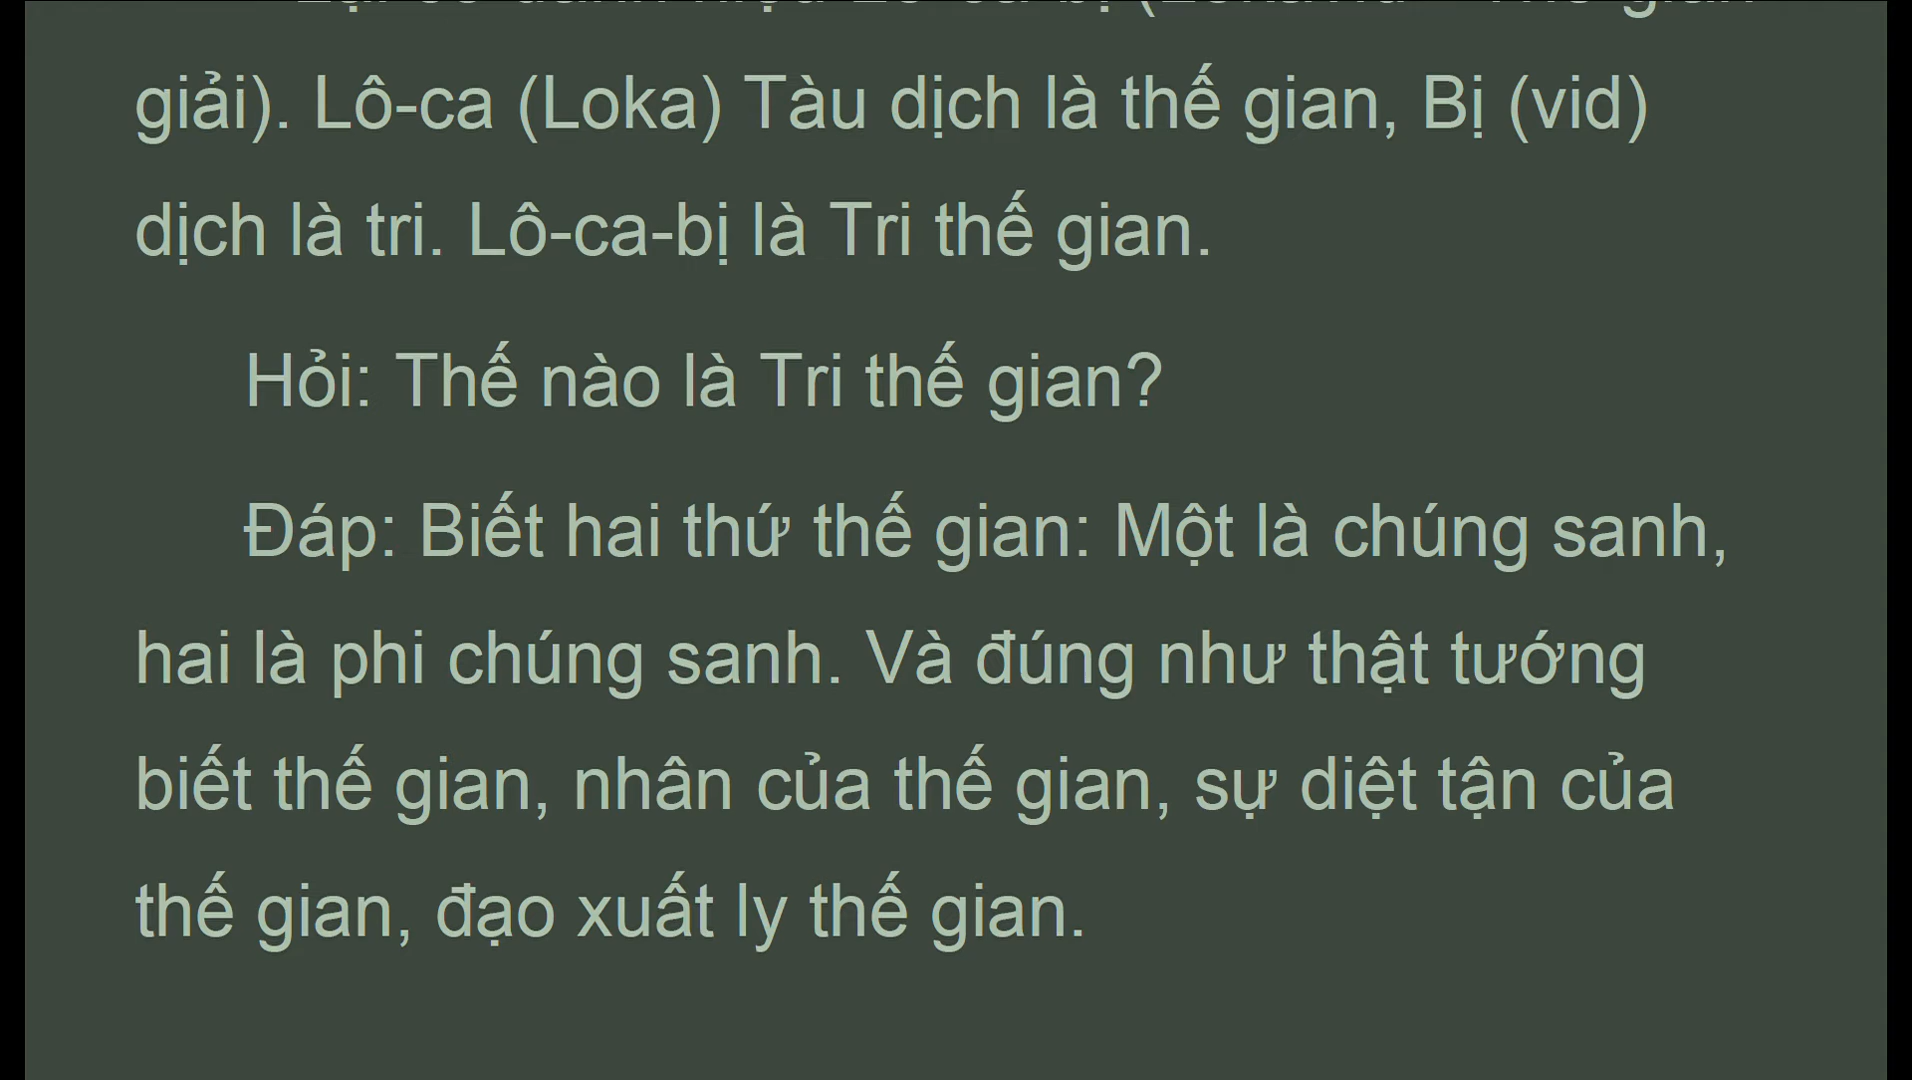 giải). Lô-ca (Loka) Tàu dịch là thế gian, Bị (vid)
dịch là tri. Lô-ca-bị là Tri thế gian.
Hỏi: Thế nào là Tri thế gian?
Đáp: Biết hai thứ thế gian: Một là chúng sanh,
hai là phi chúng sanh. Và đúng như thật tướng
biết thế gian, nhân của thế gian, sự diệt tận của
thế gian, đạo xuất ly thế gian.